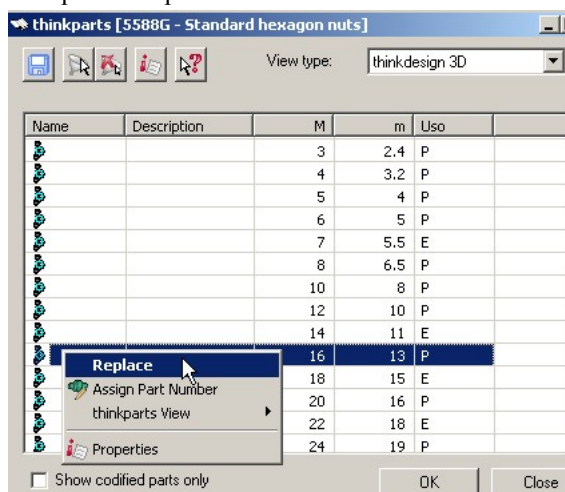 thinkparts [5588G - Standard hexagon nuts]
View type: thinkdesign 3D
Name Description M m Uso
3 2.4 P
4 3.2 P
5 4 P
6 5 P
7 5.5 E
8 6.5 P
10 8 P
12 10 P
14 11 E
16 13 P
18 15 E
20 16 P
22 18 E
24 19 P
Replace
Assign Part Number
thinkparts View
Properties
Show codified parts only OK Close